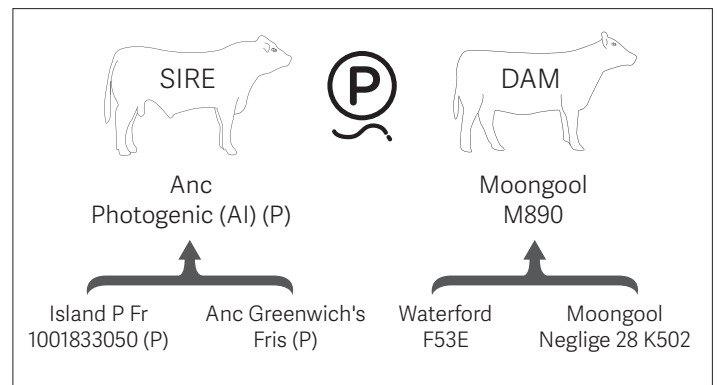 SIRE
P
DAM
Anc
Photogenic (AI) (P)
Moongool
M890
Island P Fr
1001833050 (P)
Anc Greenwich's
Fris (P)
Waterford
F53E
Moongool
Neglige 28 K502